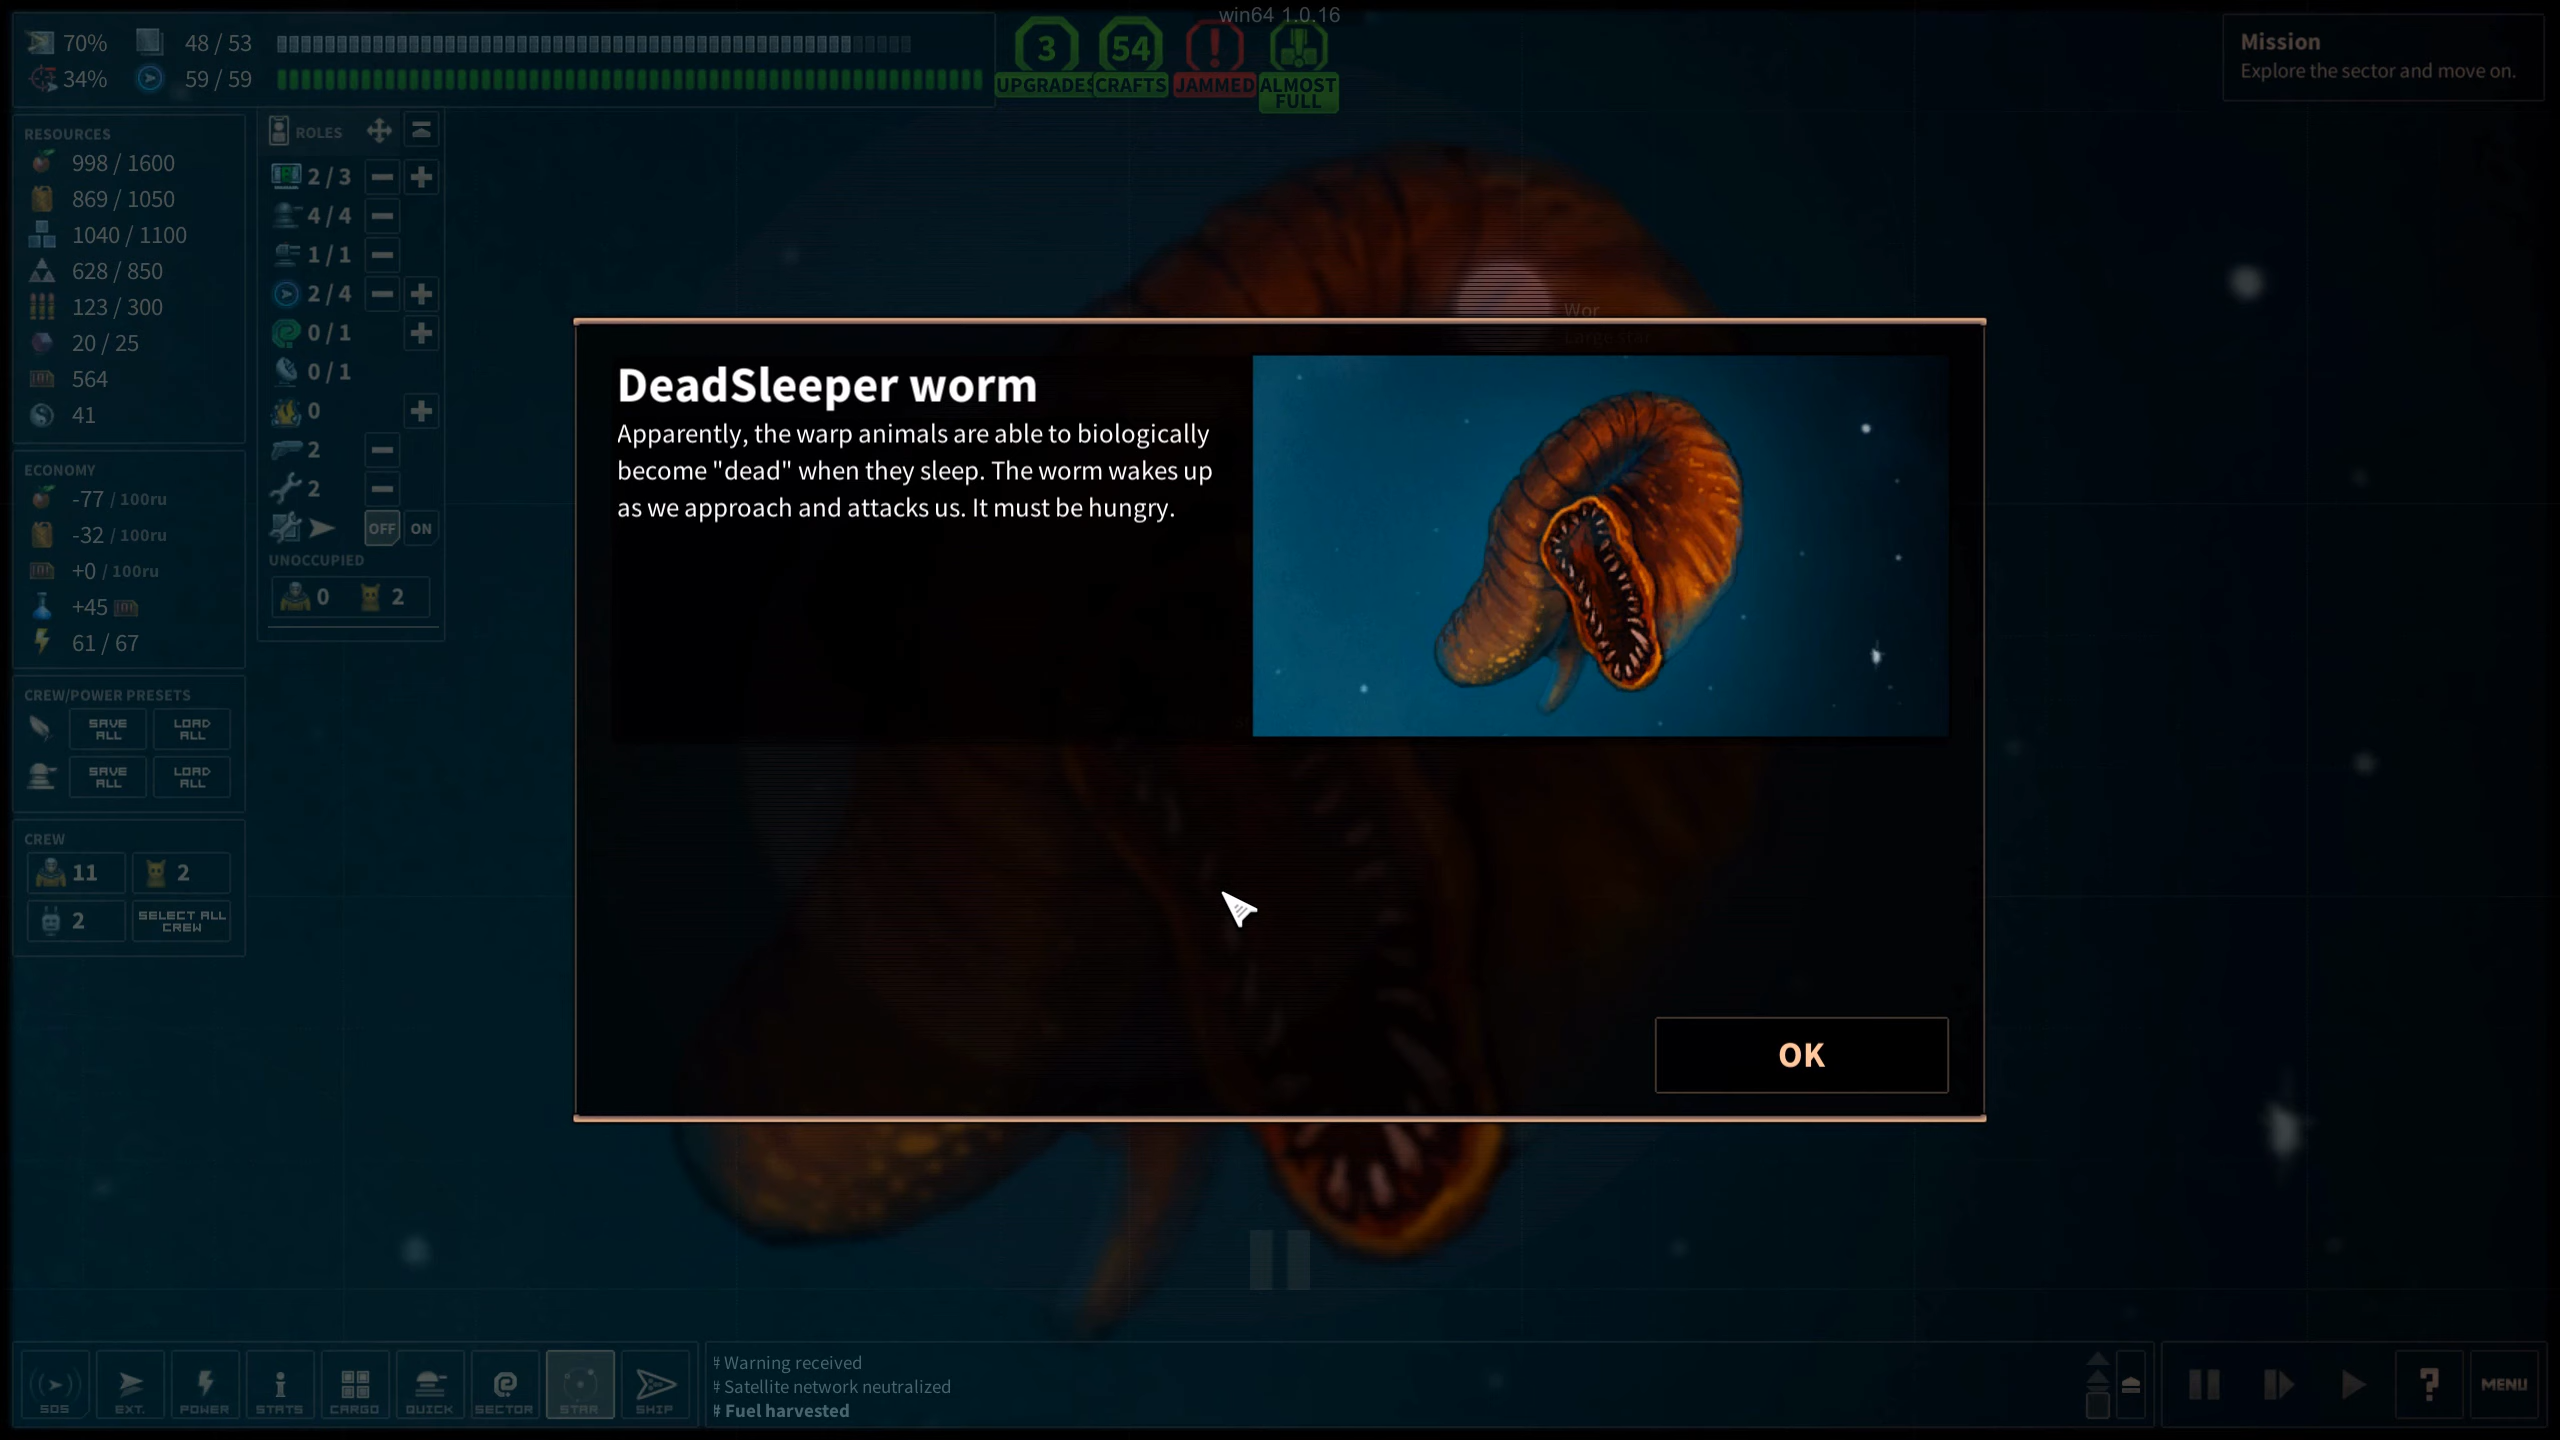 win64 1.0.16
70% 48 / 53
34% 59 / 59
3 54
UPGRADES CRAFTS JAMMED ALMOST
FULL
Mission
Explore the sector and move on.
RESOURCES
998 / 1600
869 / 1050
1040 / 1100
628 / 850
123 / 300
20 / 25
564
41
ECONOMY
-77 / 100ru
-32 / 100ru
+0 / 100ru
+45
61 / 67
CREW/POWER PRESETS
SAVE ALL LOAD ALL
SAVE ALL LOAD ALL
CREW
11 2
2 SELECT ALL CREW
ROLES
2 / 3
4 / 4
1 / 1
2 / 4
0 / 1
0 / 1
0
2
2
OFF ON
UNOCCUPIED
0 2
Wor
Large star
DeadSleeper worm
Apparently, the warp animals are able to biologically
become "dead" when they sleep. The worm wakes up
as we approach and attacks us. It must be hungry.
OK
SOS EXT. POWER STATS CARGO QUICK SECTOR STAR SHIP
# Warning received
# Satellite network neutralized
# Fuel harvested
? MENU